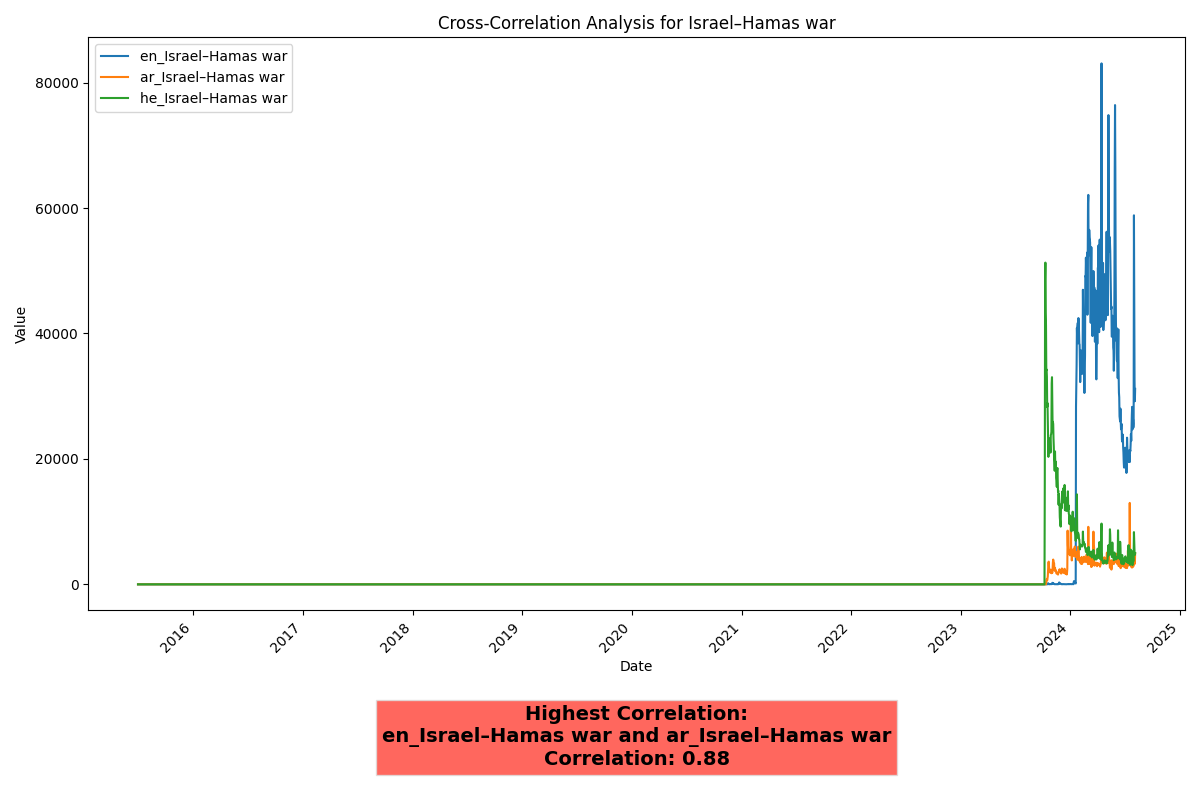 Cross-Correlation Analysis for Israel–Hamas war
en_Israel–Hamas war
ar_Israel–Hamas war
he_Israel–Hamas war
Value
80000
60000
40000
20000
0
2016
2017
2018
2019
2020
2021
2022
2023
2024
2025
Date
Highest Correlation:
en_Israel–Hamas war and ar_Israel–Hamas war
Correlation: 0.88